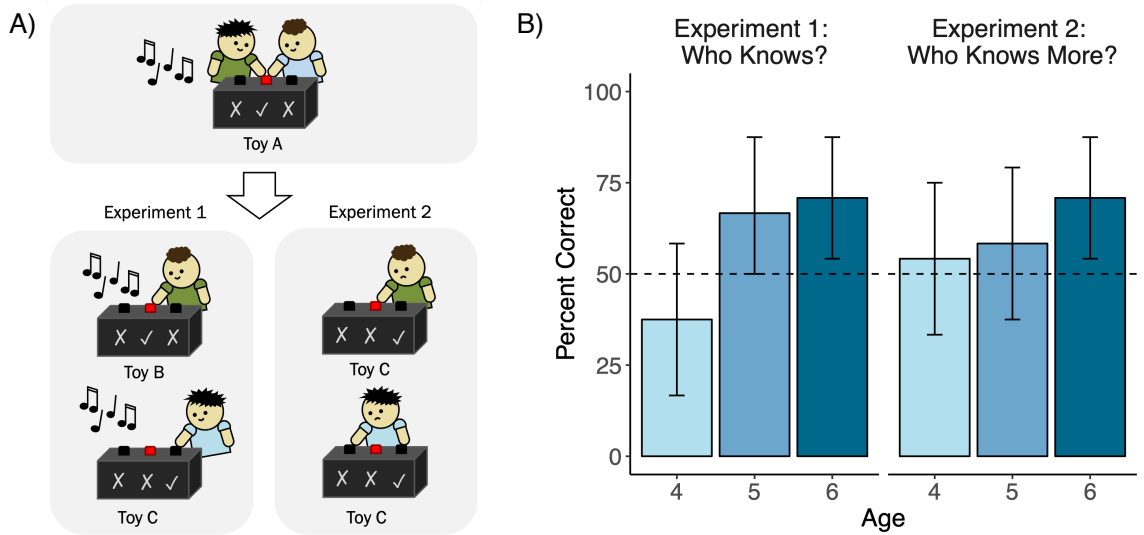 A)
Toy A
Experiment 1
Experiment 2
X ✓ X
Toy B
X X ✓
Toy C
X X ✓
Toy C
X X ✓
Toy C
B)
Experiment 1:
Who Knows?
Experiment 2:
Who Knows More?
Percent Correct
100
75
50
25
0
4 5 6 4 5 6
Age